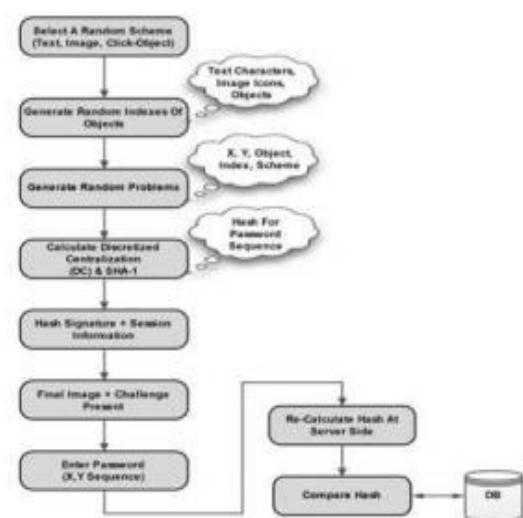 Select A Random Scheme
(Text, Image, Click-Object)
Text Characters,
Image Icons,
Objects
Generate Random Indexes Of
Objects
X, Y, Object,
Index, Scheme
Generate Random Problems
Hash For
Password
Sequence
Calculate Discretized
Centralization
(DC) & SHA-1
Hash Signature + Session
Information
Final Image + Challenge
Present
Enter Password
(X,Y Sequence)
Re-Calculate Hash At
Server Side
Compare Hash
DB